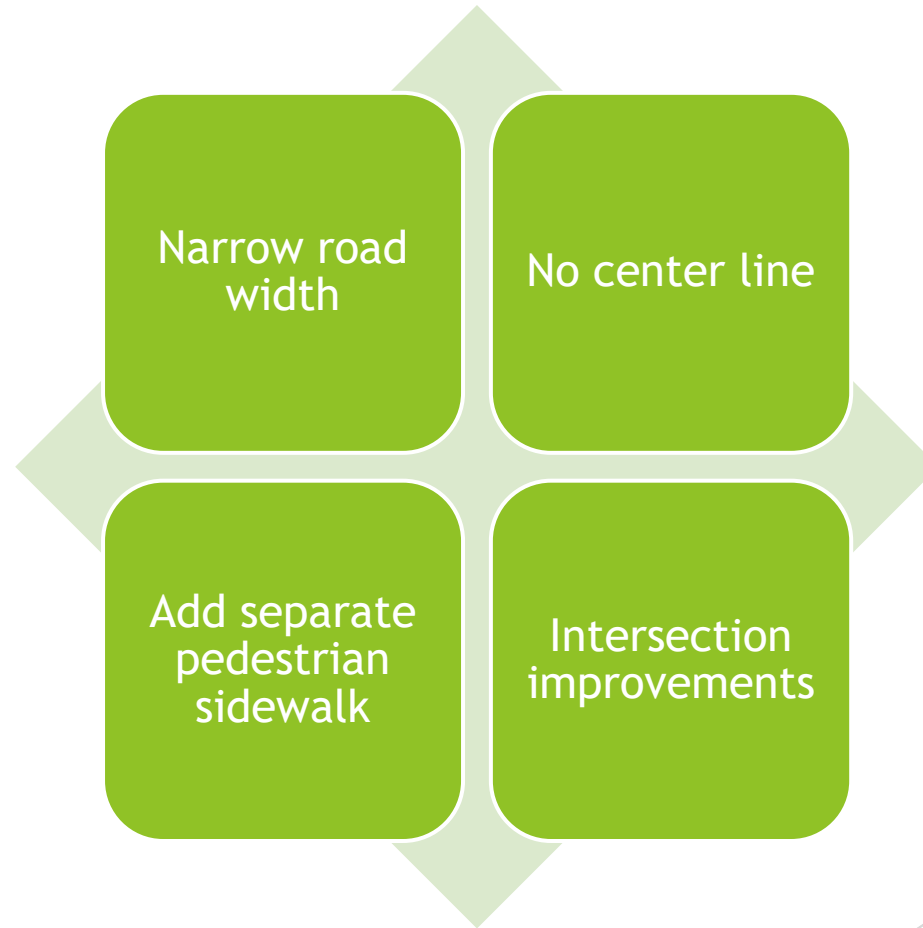 Narrow road
width
No center line
Add separate
pedestrian
sidewalk
Intersection
improvements